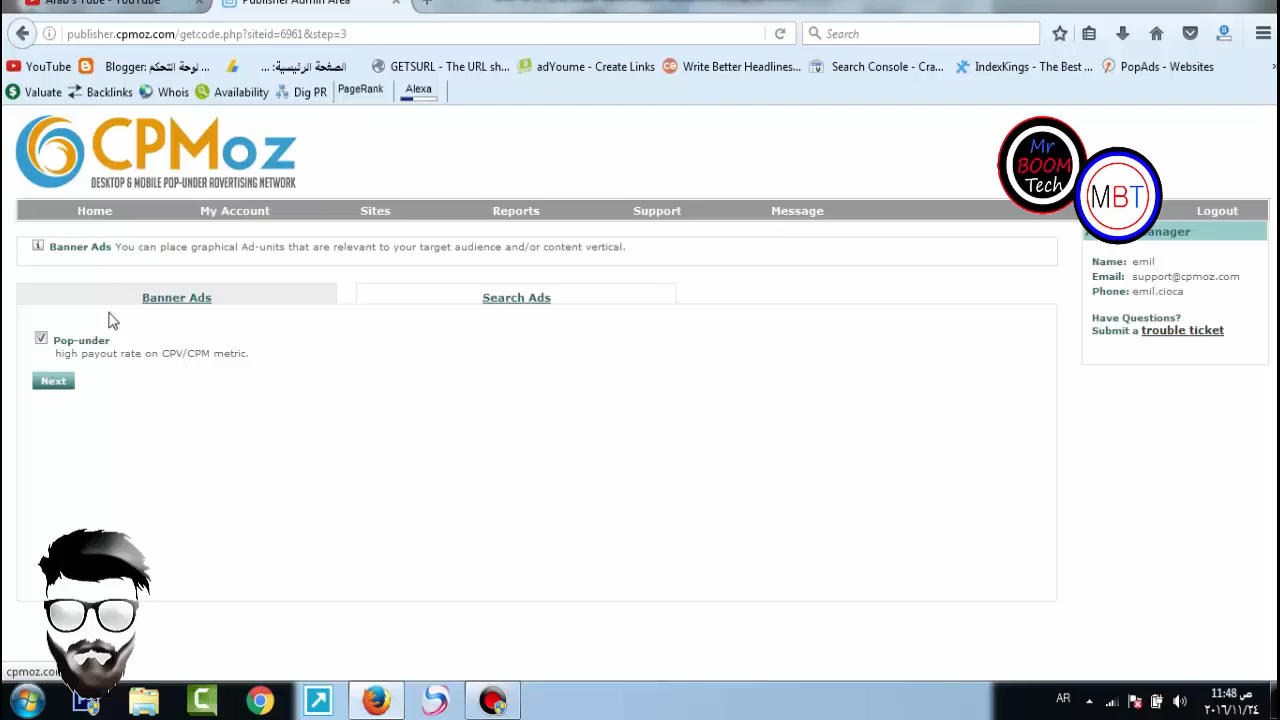 Arab's Tube - YouTube
Publisher Admin Area
publisher.cpmoz.com/getcode.php?siteid=6961&step=3
Search
YouTube
Blogger: لوحة التحكم ...
الصفحة الرئيسية: ...
GETSURL - The URL sh...
adYoume - Create Links
Write Better Headlines...
Search Console - Cra...
IndexKings - The Best ...
PopAds - Websites
Valuate
Backlinks
Whois
Availability
Dig PR
PageRank
Alexa
CPMoz
DESKTOP & MOBILE POP-UNDER ADVERTISING NETWORK
Mr
BOOM
Tech
MBT
Home
My Account
Sites
Reports
Support
Message
Logout
Banner Ads You can place graphical Ad-units that are relevant to your target audience and/or content vertical.
Name: emil
Email: support@cpmoz.com
Phone: emil.cioca
Have Questions?
Submit a trouble ticket
Banner Ads
Search Ads
Pop-under
high payout rate on CPV/CPM metric.
Next
AR
11:48 ص
٢٠١٦/١١/٢٤